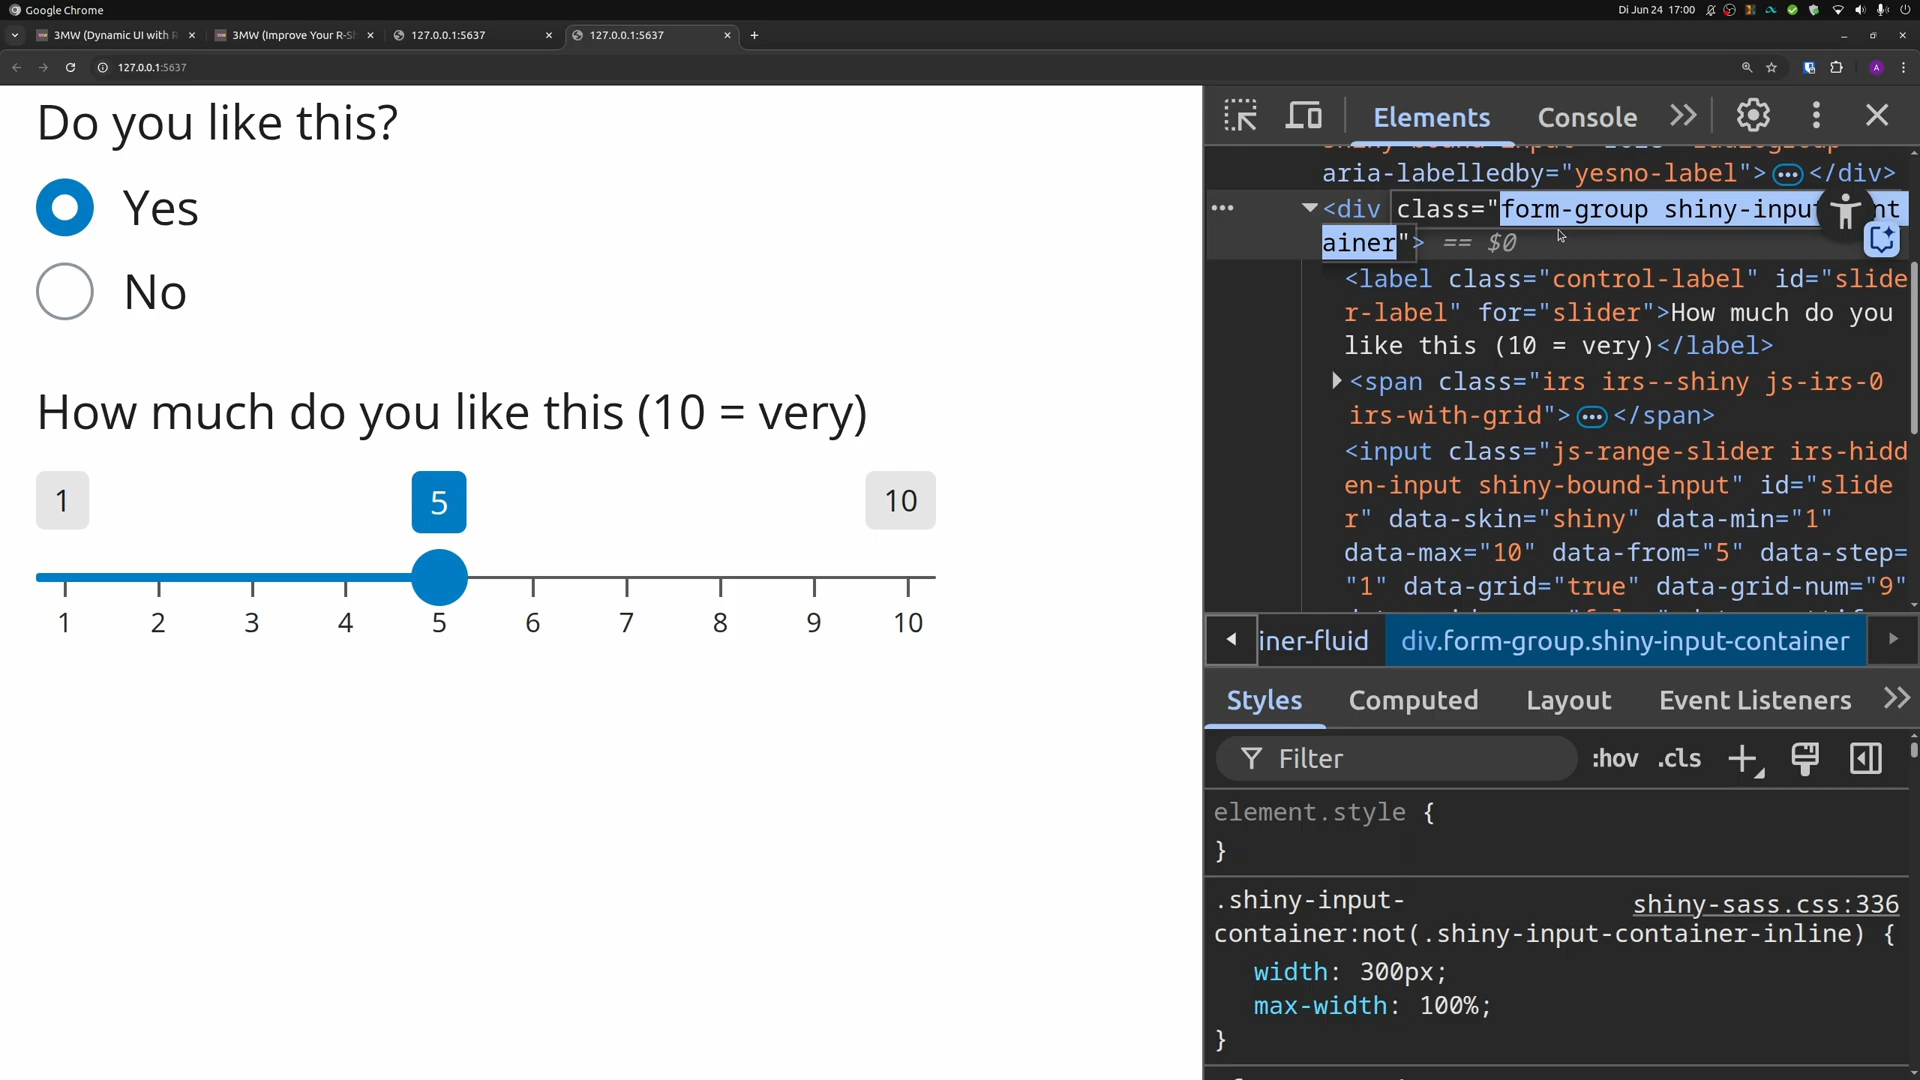 Google Chrome
Di Jun 24 17:00
3MW (Dynamic UI with R
3MW (Improve Your R-Sh
127.0.0.1:5637
127.0.0.1:5637
127.0.0.1:5637
A
Do you like this?
Yes
No
How much do you like this (10 = very)
1
5
10
1 2 3 4 5 6 7 8 9 10
Elements
Console
aria-labelledby="yesno-label"> </div>
<div class="form-group shiny-input nt
ainer"> == $0
<label class="control-label" id="slide
r-label" for="slider">How much do you
like this (10 = very)</label>
<span class="irs irs--shiny js-irs-0
irs-with-grid"> </span>
<input class="js-range-slider irs-hidd
en-input shiny-bound-input" id="slide
r" data-skin="shiny" data-min="1"
data-max="10" data-from="5" data-step=
"1" data-grid="true" data-grid-num="9"
iner-fluid
div.form-group.shiny-input-container
Styles
Computed
Layout
Event Listeners
Filter
:hov
.cls
element.style {
}
.shiny-input-
shiny-sass.css:336
container:not(.shiny-input-container-inline) {
width: 300px;
max-width: 100%;
}